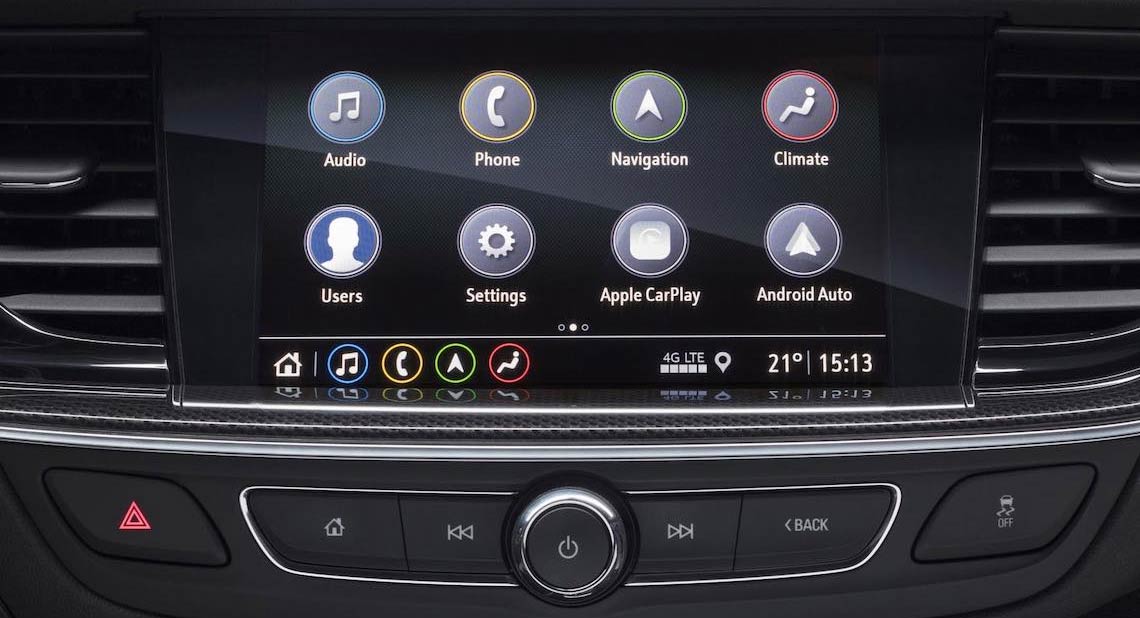 Audio
Phone
Navigation
Climate
Users
Settings
Apple CarPlay
Android Auto
4G LTE
21° 15:13
<BACK
OFF